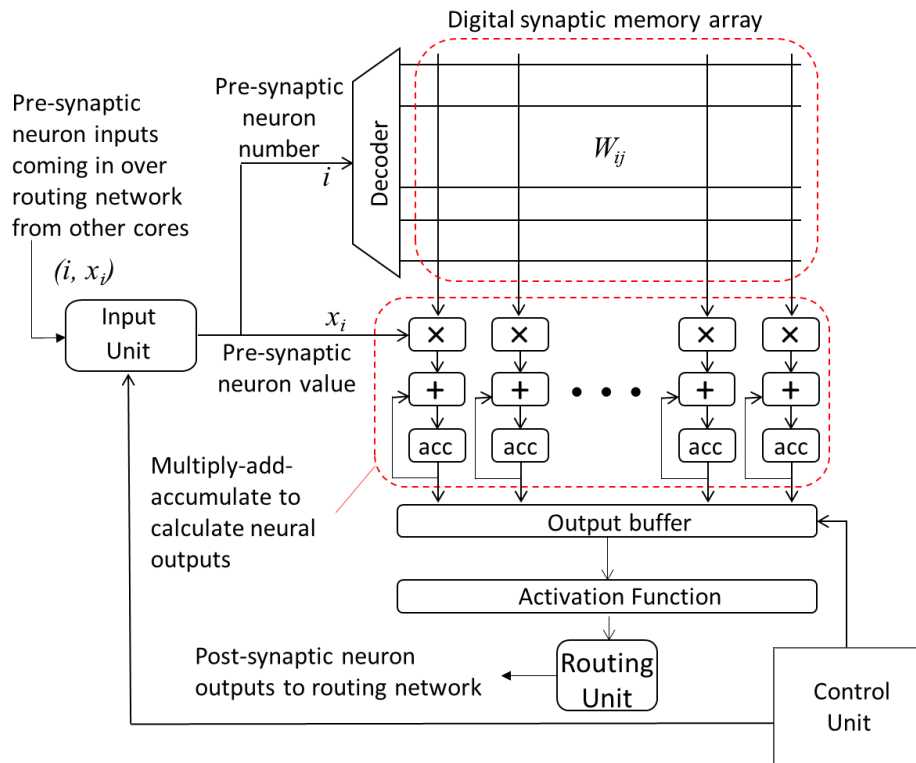 Digital synaptic memory array
Pre-synaptic
neuron
number
i
Decoder
W_ij
Pre-synaptic
neuron inputs
coming in over
routing network
from other cores
(i, x_i)
Input
Unit
x_i
Pre-synaptic
neuron value
× × × ×
+ + • • • + +
acc acc acc acc
Multiply-add-
accumulate to
calculate neural
outputs
Output buffer
Activation Function
Post-synaptic neuron
outputs to routing network
Routing
Unit
Control
Unit